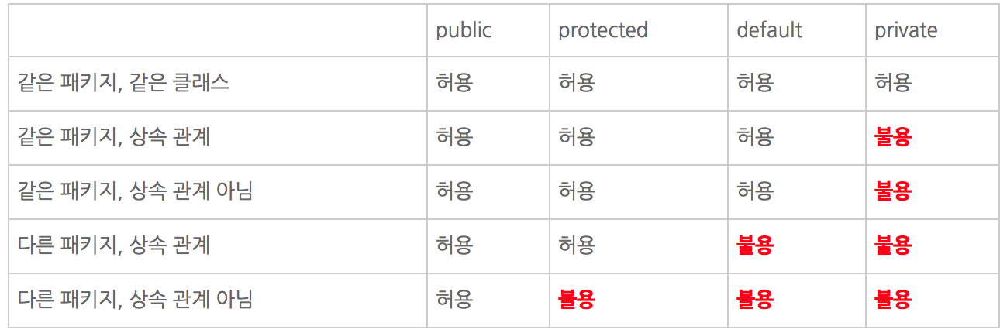 public protected default private
같은 패키지, 같은 클래스 허용 허용 허용 허용
같은 패키지, 상속 관계 허용 허용 허용 불용
같은 패키지, 상속 관계 아님 허용 허용 허용 불용
다른 패키지, 상속 관계 허용 허용 불용 불용
다른 패키지, 상속 관계 아님 허용 불용 불용 불용